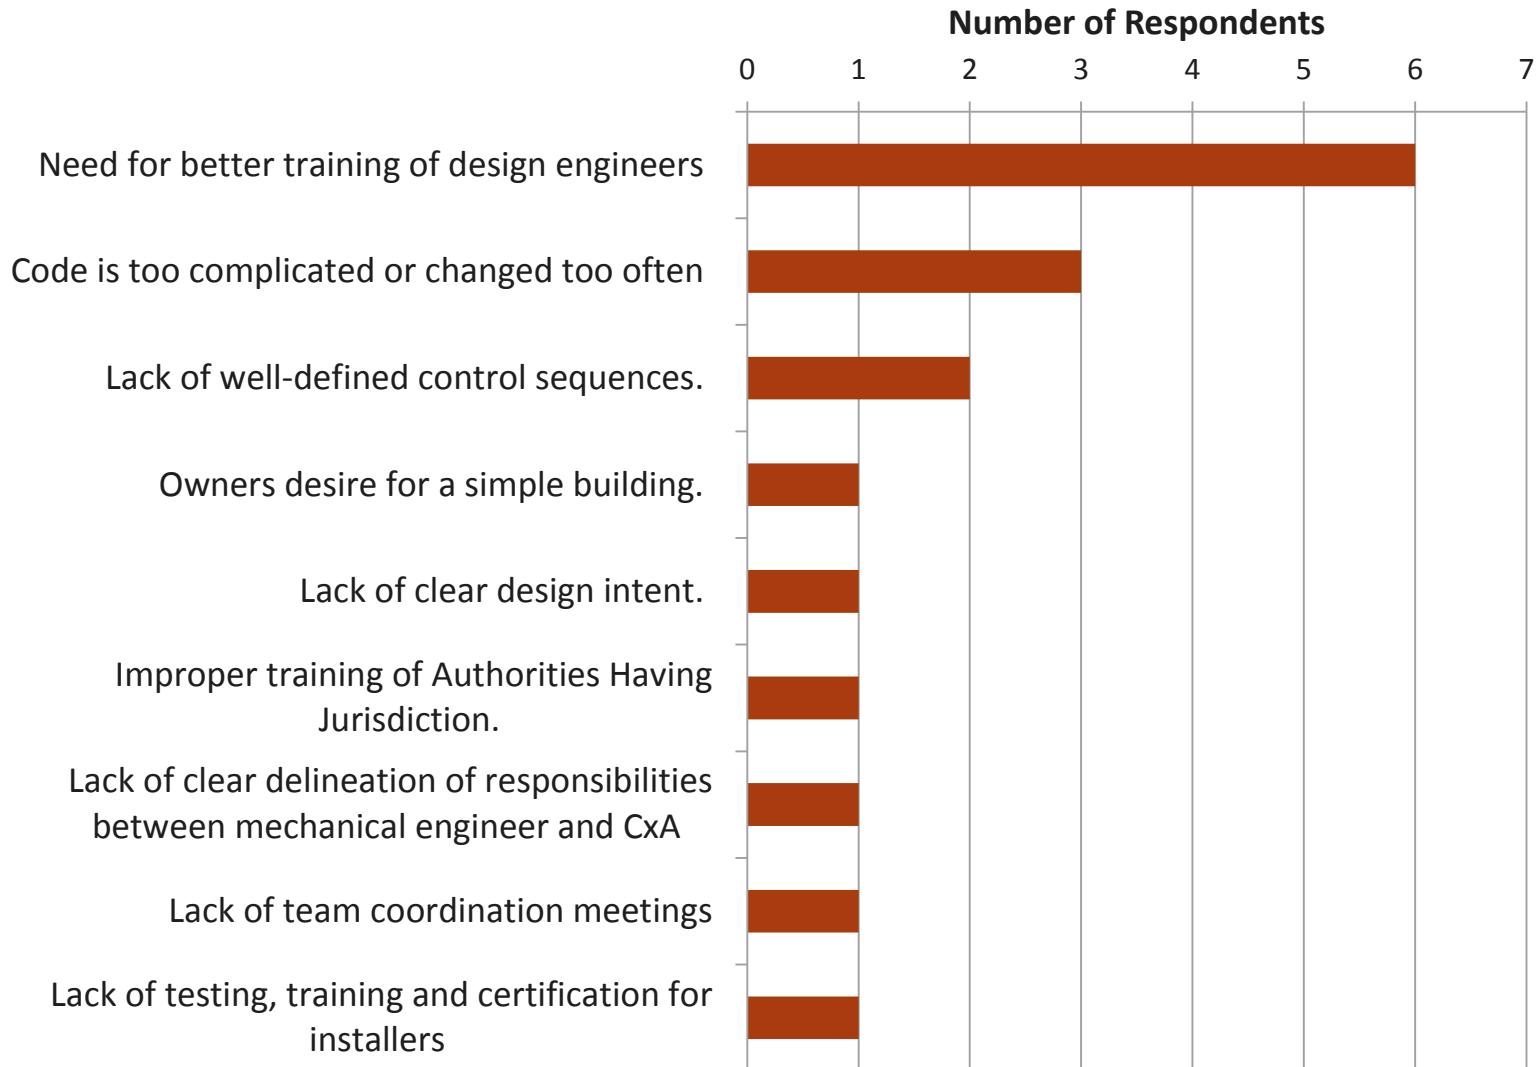 Number of Respondents
0 1 2 3 4 5 6 7
Need for better training of design engineers
Code is too complicated or changed too often
Lack of well-defined control sequences.
Owners desire for a simple building.
Lack of clear design intent.
Improper training of Authorities Having
Jurisdiction.
Lack of clear delineation of responsibilities
between mechanical engineer and CxA
Lack of team coordination meetings
Lack of testing, training and certification for
installers